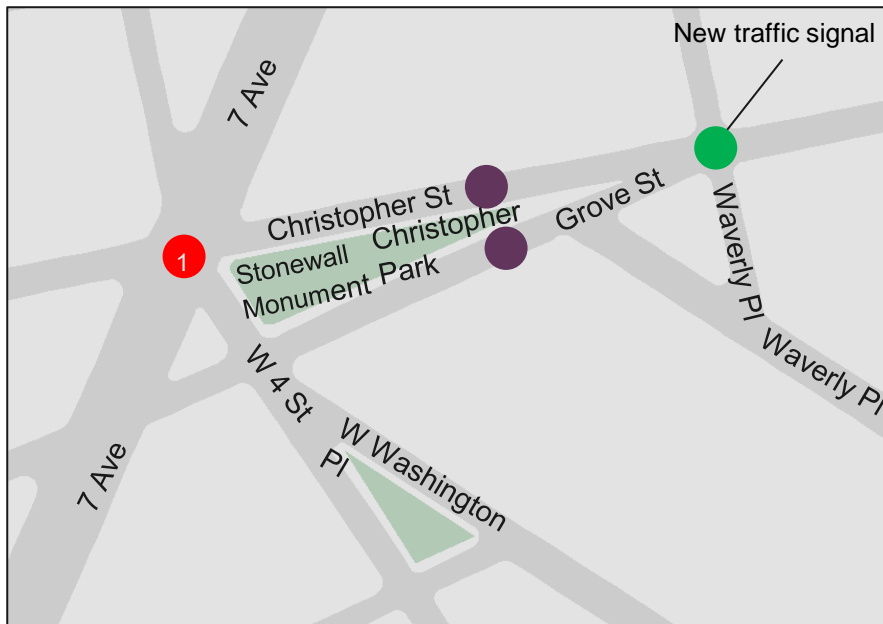 New traffic signal
7 Ave
Christopher St
Grove St
Christopher
Park
Stonewall
Monument
1
Waverly Pl
Waverly Pl
W 4 St
W Washington
Pl
7 Ave